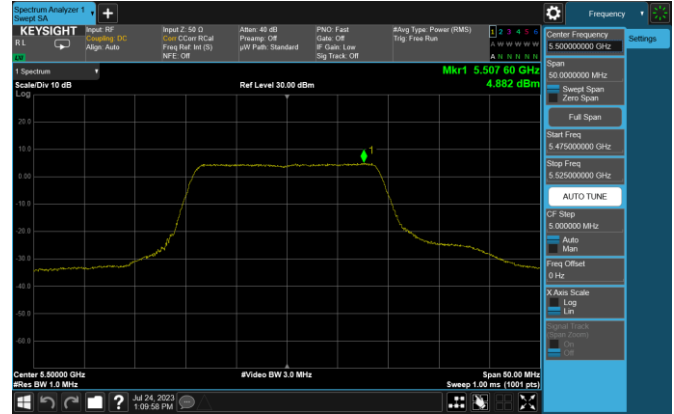 Spectrum Analyzer 1
Swept SA
Frequency
KEYSIGHT
RL
Input: RF
Coupling: DC
Align: Auto
Input Z: 50 Ω
Corr CCorr RCal
Freq Ref: Int (S)
NFE: Off
Atten: 40 dB
Preamp: Off
µW Path: Standard
PNO: Fast
Gate: Off
IF Gain: Low
Sig Track: Off
#Avg Type: Power (RMS)
Trig: Free Run
1 2 3 4 5 6
A W W W W W
A N N N N N
Center Frequency
5.500000000 GHz
Settings
Span
50.0000000 MHz
Swept Span
Zero Span
Full Span
Start Freq
5.475000000 GHz
Stop Freq
5.525000000 GHz
AUTO TUNE
CF Step
5.000000 MHz
Auto
Man
Freq Offset
0 Hz
X Axis Scale
Log
Lin
Signal Track
(Span Zoom)
On
Off
1 Spectrum
Scale/Div 10 dB
Log
Ref Level 30.00 dBm
Mkr1 5.507 60 GHz
4.882 dBm
1
20.0
10.0
0.00
-10.0
-20.0
-30.0
-40.0
-50.0
-60.0
Center 5.50000 GHz
#Res BW 1.0 MHz
#Video BW 3.0 MHz
Span 50.00 MHz
Sweep 1.00 ms (1001 pts)
?
Jul 24, 2023
1:09:58 PM